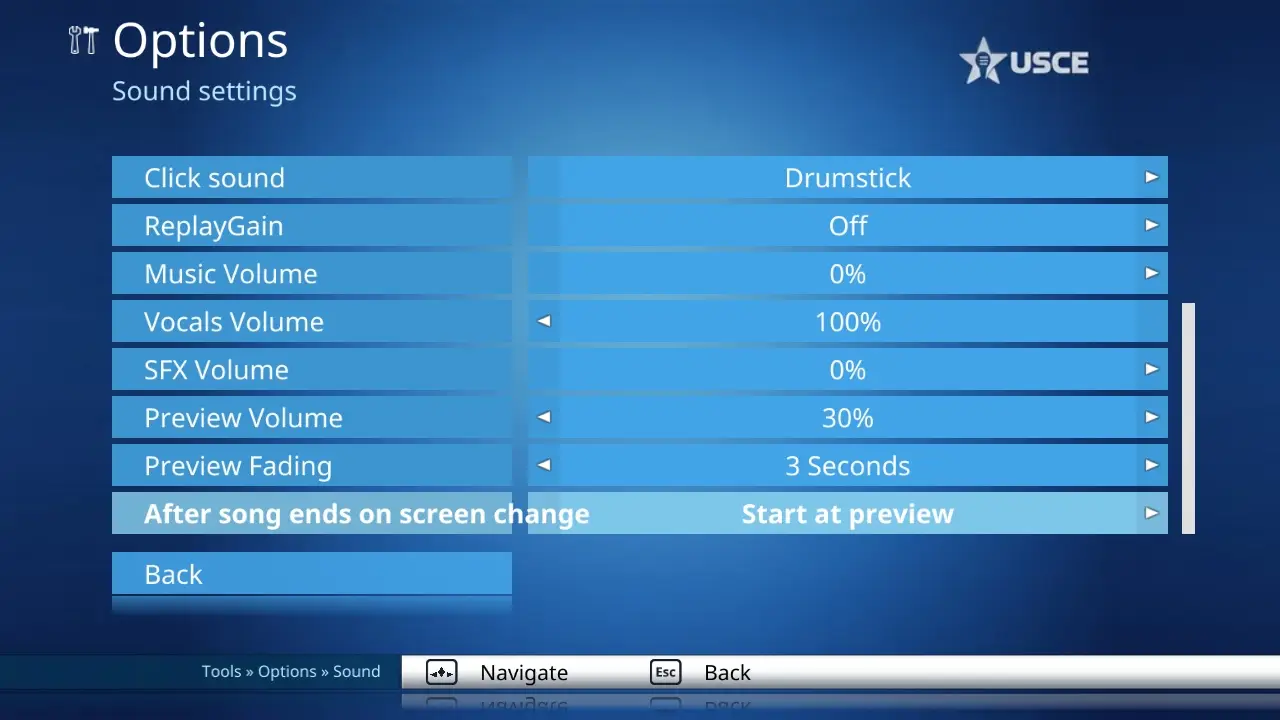 Options
Sound settings
USCE
Click sound Drumstick
ReplayGain Off
Music Volume 0%
Vocals Volume 100%
SFX Volume 0%
Preview Volume 30%
Preview Fading 3 Seconds
After song ends on screen change Start at preview
Back
Tools » Options » Sound
Navigate
Esc Back